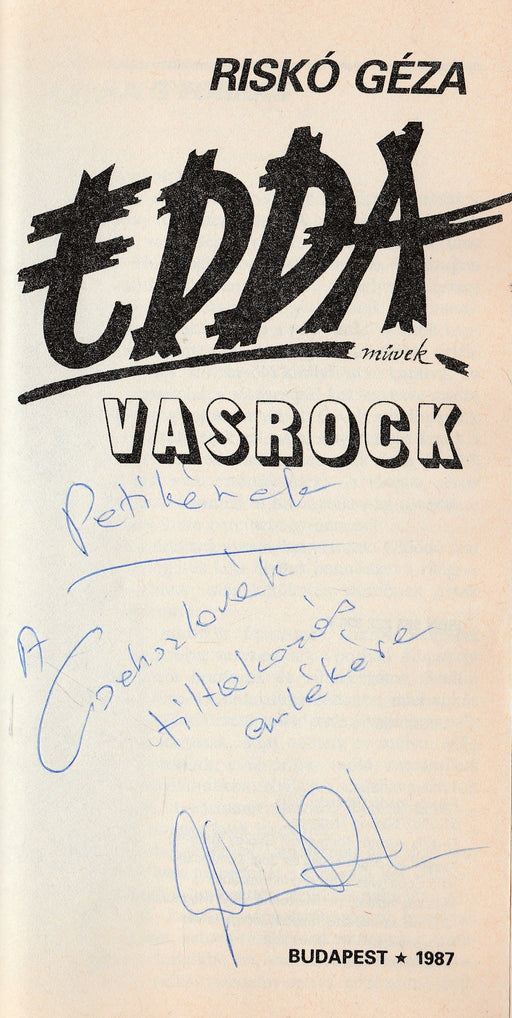 RISKÓ GÉZA
EDDA
művek
VASROCK
Petikének
A
Csehszlovák
tiltakozás
emlékére
BUDAPEST ★ 1987